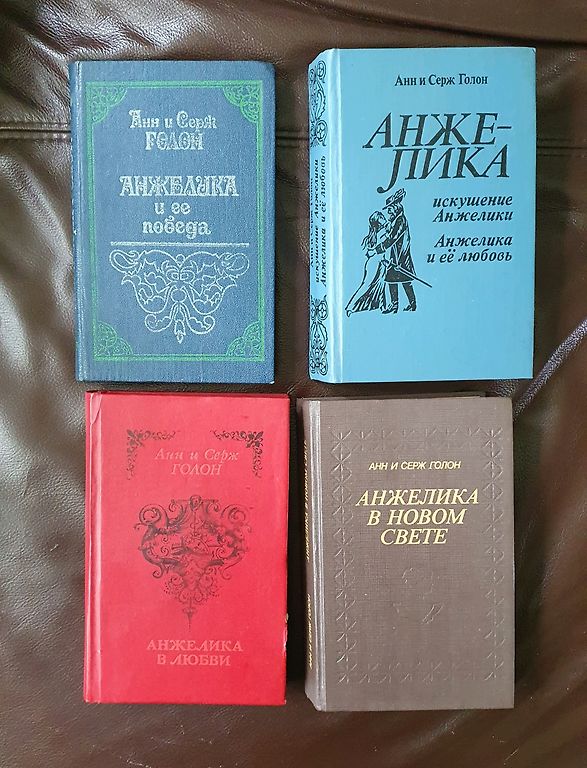 Анн и Серж
ГОЛОН
АНЖЕЛИКА
и ее
победа
Анн и Серж Голон
АНЖЕ-
ЛИКА
искушение
Анжелики
Анжелика
и её любовь
искушение Анжелики
Анжелика и её любовь
Анн и Серж
ГОЛОН
АНЖЕЛИКА
В ЛЮБВИ
АНН И СЕРЖ ГОЛОН
АНЖЕЛИКА
В НОВОМ
СВЕТЕ